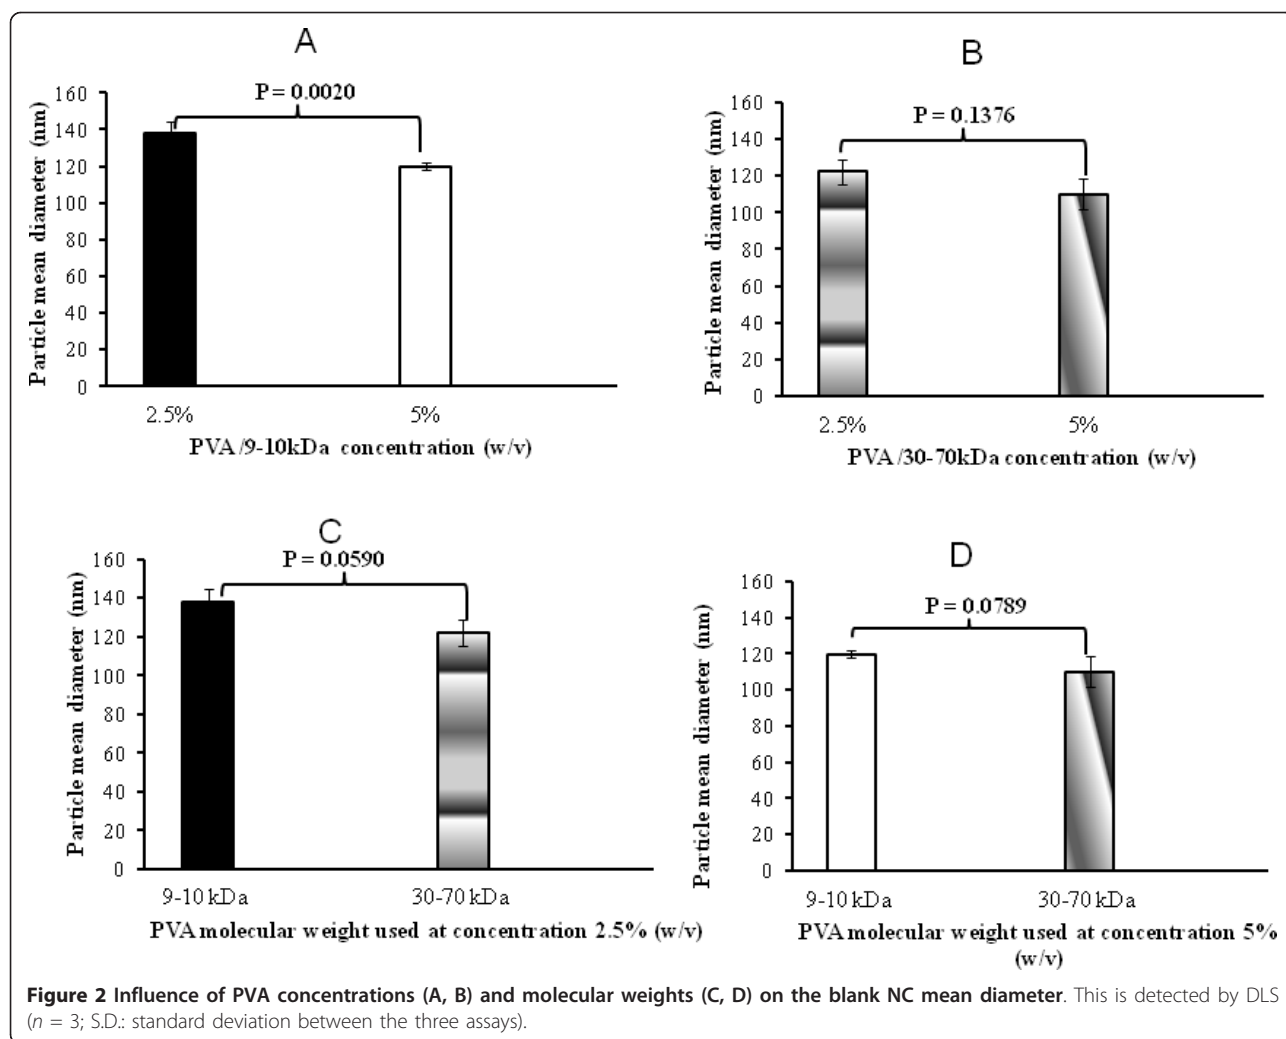 A
P = 0.0020
Particle mean diameter (nm)
160
140
120
100
80
60
40
20
0
2.5%
5%
PVA/9-10kDa concentration (w/v)
B
P = 0.1376
Particle mean diameter (nm)
160
140
120
100
80
60
40
20
0
2.5%
5%
PVA/30-70kDa concentration (w/v)
C
P = 0.0590
Particle mean diameter (nm)
160
140
120
100
80
60
40
20
0
9-10 kDa
30-70 kDa
PVA molecular weight used at concentration 2.5% (w/v)
D
P = 0.0789
Particle mean diameter (nm)
160
140
120
100
80
60
40
20
0
9-10 kDa
30-70 kDa
PVA molecular weight used at concentration 5%
(w/v)
Figure 2 Influence of PVA concentrations (A, B) and molecular weights (C, D) on the blank NC mean diameter. This is detected by DLS
(n = 3; S.D.: standard deviation between the three assays).